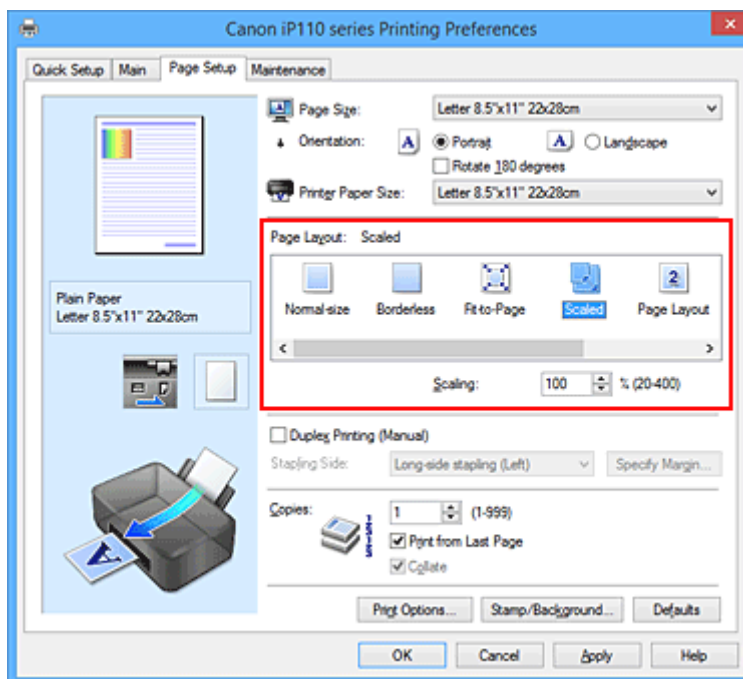 Canon iP110 series Printing Preferences
Quick Setup Main Page Setup Maintenance
Page Size: Letter 8.5"x11" 22x28cm
Orientation: A Portrait A Landscape
Rotate 180 degrees
Printer Paper Size: Letter 8.5"x11" 22x28cm
Page Layout: Scaled
Normal-size Borderless Fit-to-Page Scaled Page Layout
Scaling: 100 % (20-400)
Plain Paper
Letter 8.5"x11" 22x28cm
Duplex Printing (Manual)
Stapling Side: Long-side stapling (Left) Specify Margin...
Copies: 1 (1-999)
Print from Last Page
Collate
Print Options... Stamp/Background... Defaults
OK Cancel Apply Help